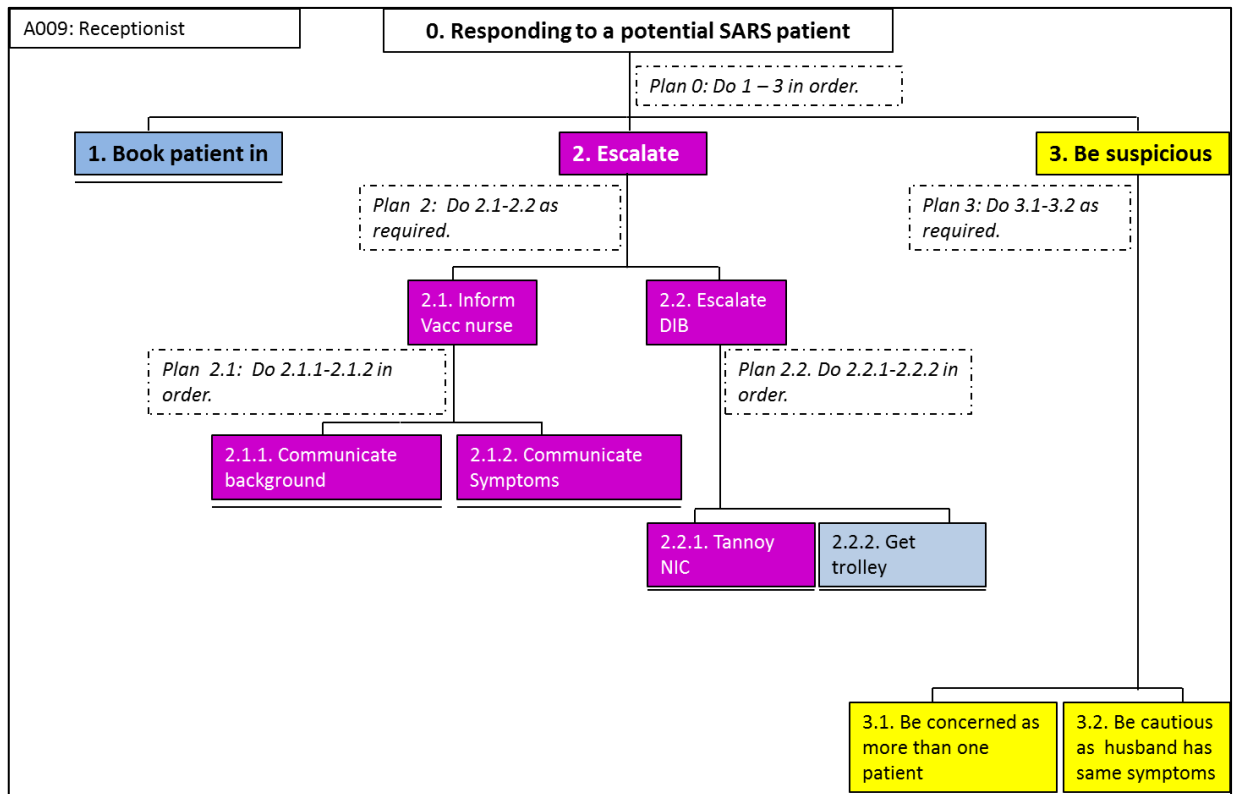 A009: Receptionist
0. Responding to a potential SARS patient
Plan 0: Do 1 – 3 in order.
1. Book patient in
2. Escalate
3. Be suspicious
Plan 2: Do 2.1-2.2 as
required.
Plan 3: Do 3.1-3.2 as
required.
2.1. Inform
Vacc nurse
2.2. Escalate
DIB
Plan 2.1: Do 2.1.1-2.1.2 in
order.
Plan 2.2. Do 2.2.1-2.2.2 in
order.
2.1.1. Communicate
background
2.1.2. Communicate
Symptoms
2.2.1. Tannoy
NIC
2.2.2. Get
trolley
3.1. Be concerned as
more than one
patient
3.2. Be cautious
as husband has
same symptoms